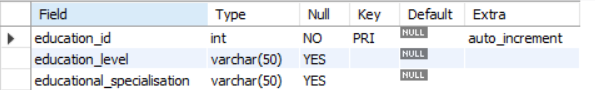 Field Type Null Key Default Extra
education_id int NO PRI NULL auto_increment
education_level varchar(50) YES NULL
educational_specialisation varchar(50) YES NULL